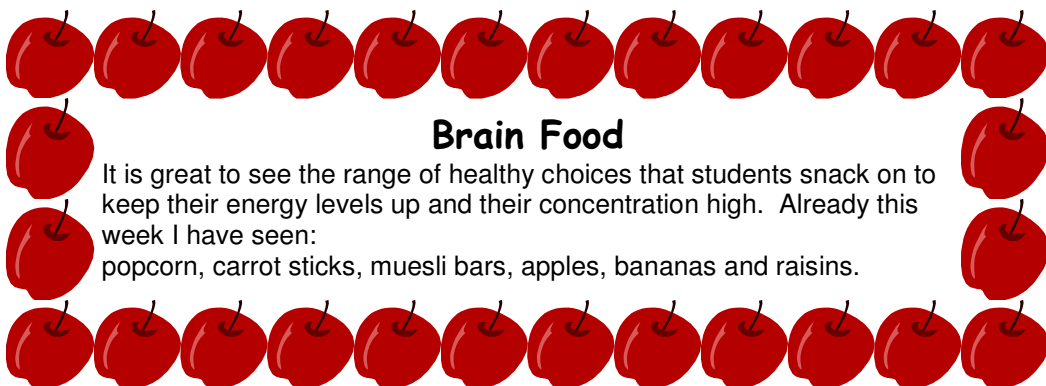 Brain Food
It is great to see the range of healthy choices that students snack on to
keep their energy levels up and their concentration high.  Already this
week I have seen:
popcorn, carrot sticks, muesli bars, apples, bananas and raisins.